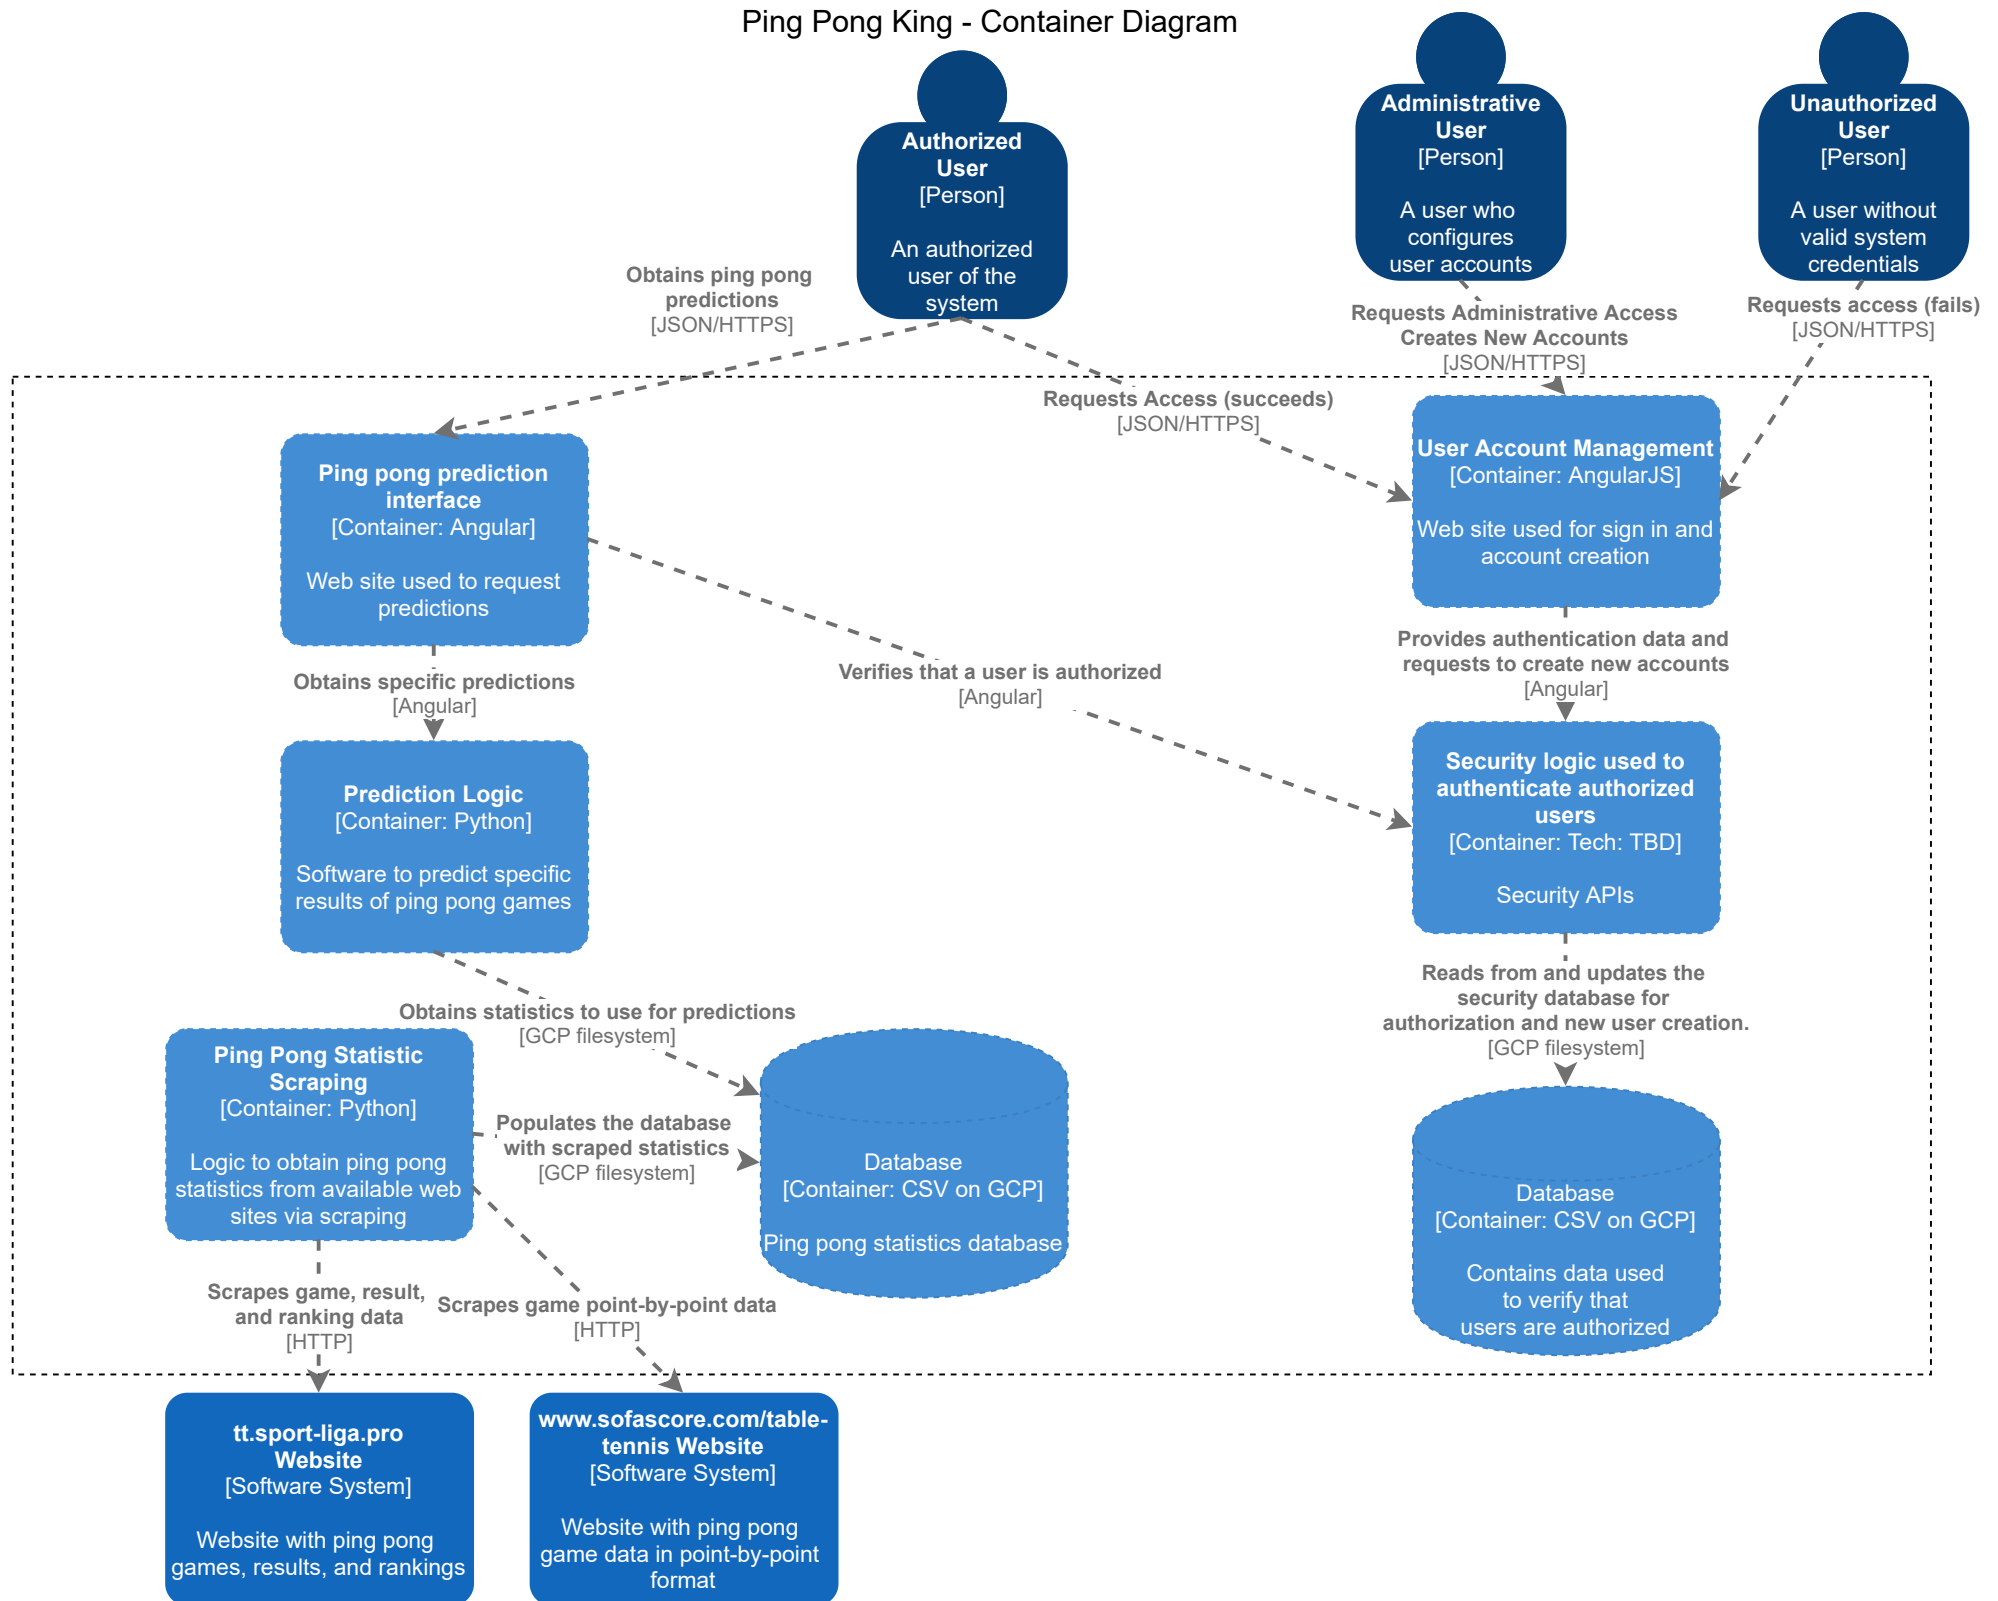 Ping Pong King - Container Diagram
Authorized
User
[Person]
An authorized
user of the
system
Administrative
User
[Person]
A user who
configures
user accounts
Unauthorized
User
[Person]
A user without
valid system
credentials
Obtains ping pong
predictions
[JSON/HTTPS]
Requests Administrative Access
Creates New Accounts
[JSON/HTTPS]
Requests access (fails)
[JSON/HTTPS]
Requests Access (succeeds)
[JSON/HTTPS]
Ping pong prediction
interface
[Container: Angular]
Web site used to request
predictions
User Account Management
[Container: AngularJS]
Web site used for sign in and
account creation
Obtains specific predictions
[Angular]
Verifies that a user is authorized
[Angular]
Provides authentication data and
requests to create new accounts
[Angular]
Prediction Logic
[Container: Python]
Software to predict specific
results of ping pong games
Security logic used to
authenticate authorized
users
[Container: Tech: TBD]
Security APIs
Obtains statistics to use for predictions
[GCP filesystem]
Reads from and updates the
security database for
authorization and new user creation.
[GCP filesystem]
Ping Pong Statistic
Scraping
[Container: Python]
Logic to obtain ping pong
statistics from available web
sites via scraping
Populates the database
with scraped statistics
[GCP filesystem]
Database
[Container: CSV on GCP]
Ping pong statistics database
Database
[Container: CSV on GCP]
Contains data used
to verify that
users are authorized
Scrapes game, result,
and ranking data
[HTTP]
Scrapes game point-by-point data
[HTTP]
tt.sport-liga.pro
Website
[Software System]
Website with ping pong
games, results, and rankings
www.sofascore.com/table-
tennis Website
[Software System]
Website with ping pong
game data in point-by-point
format